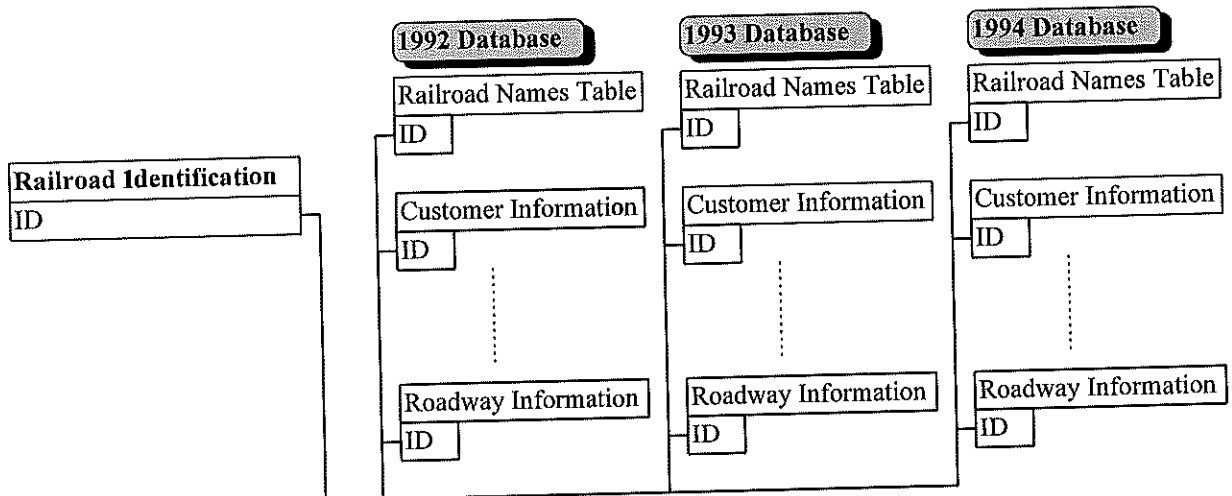 1992 Database
1993 Database
1994 Database
Railroad Names Table
ID
Railroad Names Table
ID
Railroad Names Table
ID
Railroad Identification
ID
Customer Information
ID
Customer Information
ID
Customer Information
ID
Roadway Information
ID
Roadway Information
ID
Roadway Information
ID